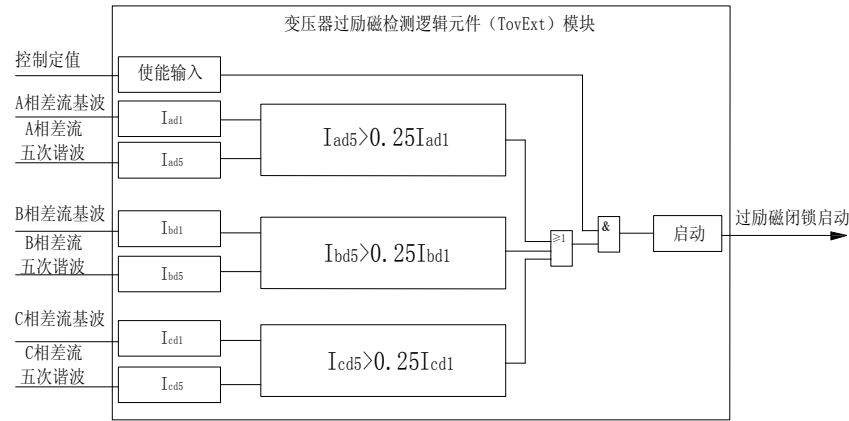 变压器过励磁检测逻辑元件（TovExt）模块
控制定值
使能输入
A相差流基波
Iad1
A相差流
五次谐波
Iad5
Iad5>0.25Iad1
B相差流基波
Ibd1
B相差流
五次谐波
Ibd5
Ibd5>0.25Ibd1
C相差流基波
Icd1
C相差流
五次谐波
Icd5
Icd5>0.25Icd1
≥1
&
启动
过励磁闭锁启动